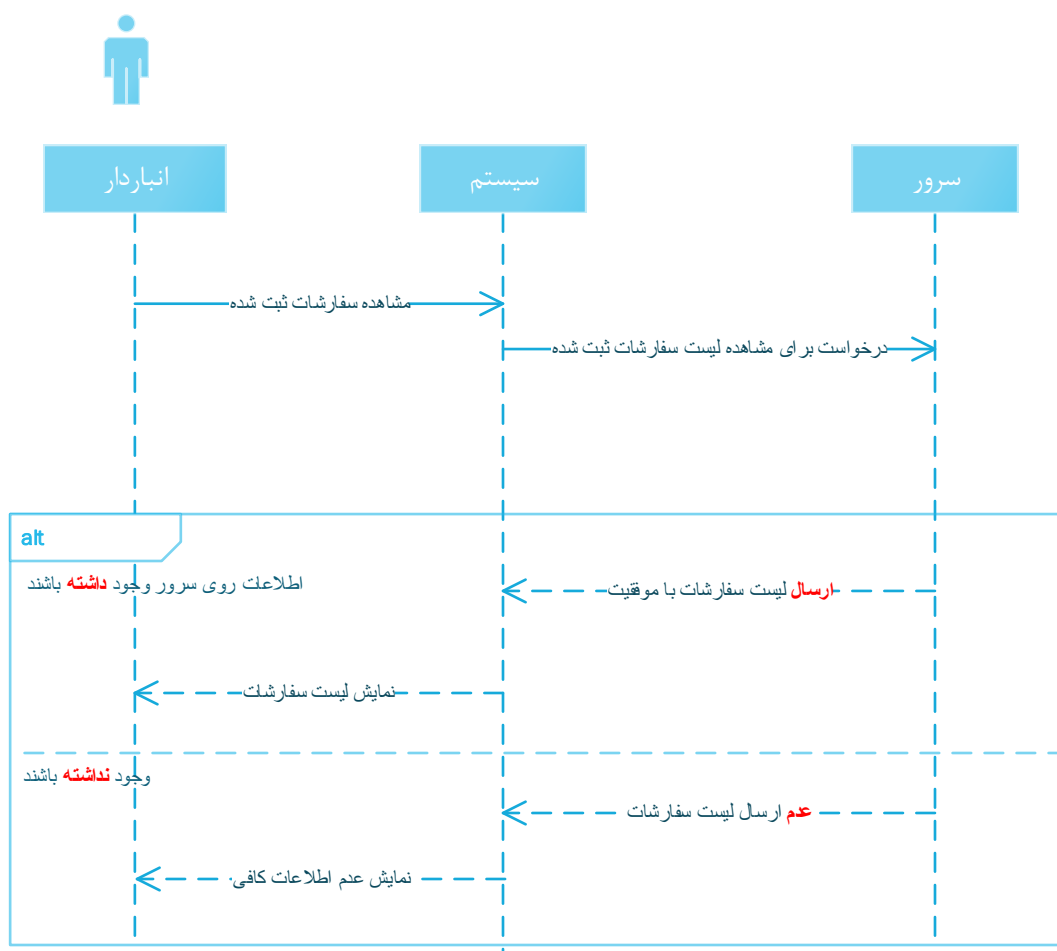 انباردار
سیستم
سرور
مشاهده سفارشات ثبت شده
درخواست برای مشاهده لیست سفارشات ثبت شده
alt
اطلاعات روی سرور وجود داشته باشند
ارسال لیست سفارشات با موفقیت
نمایش لیست سفارشات
وجود نداشته باشند
عدم ارسال لیست سفارشات
نمایش عدم اطلاعات کافی.